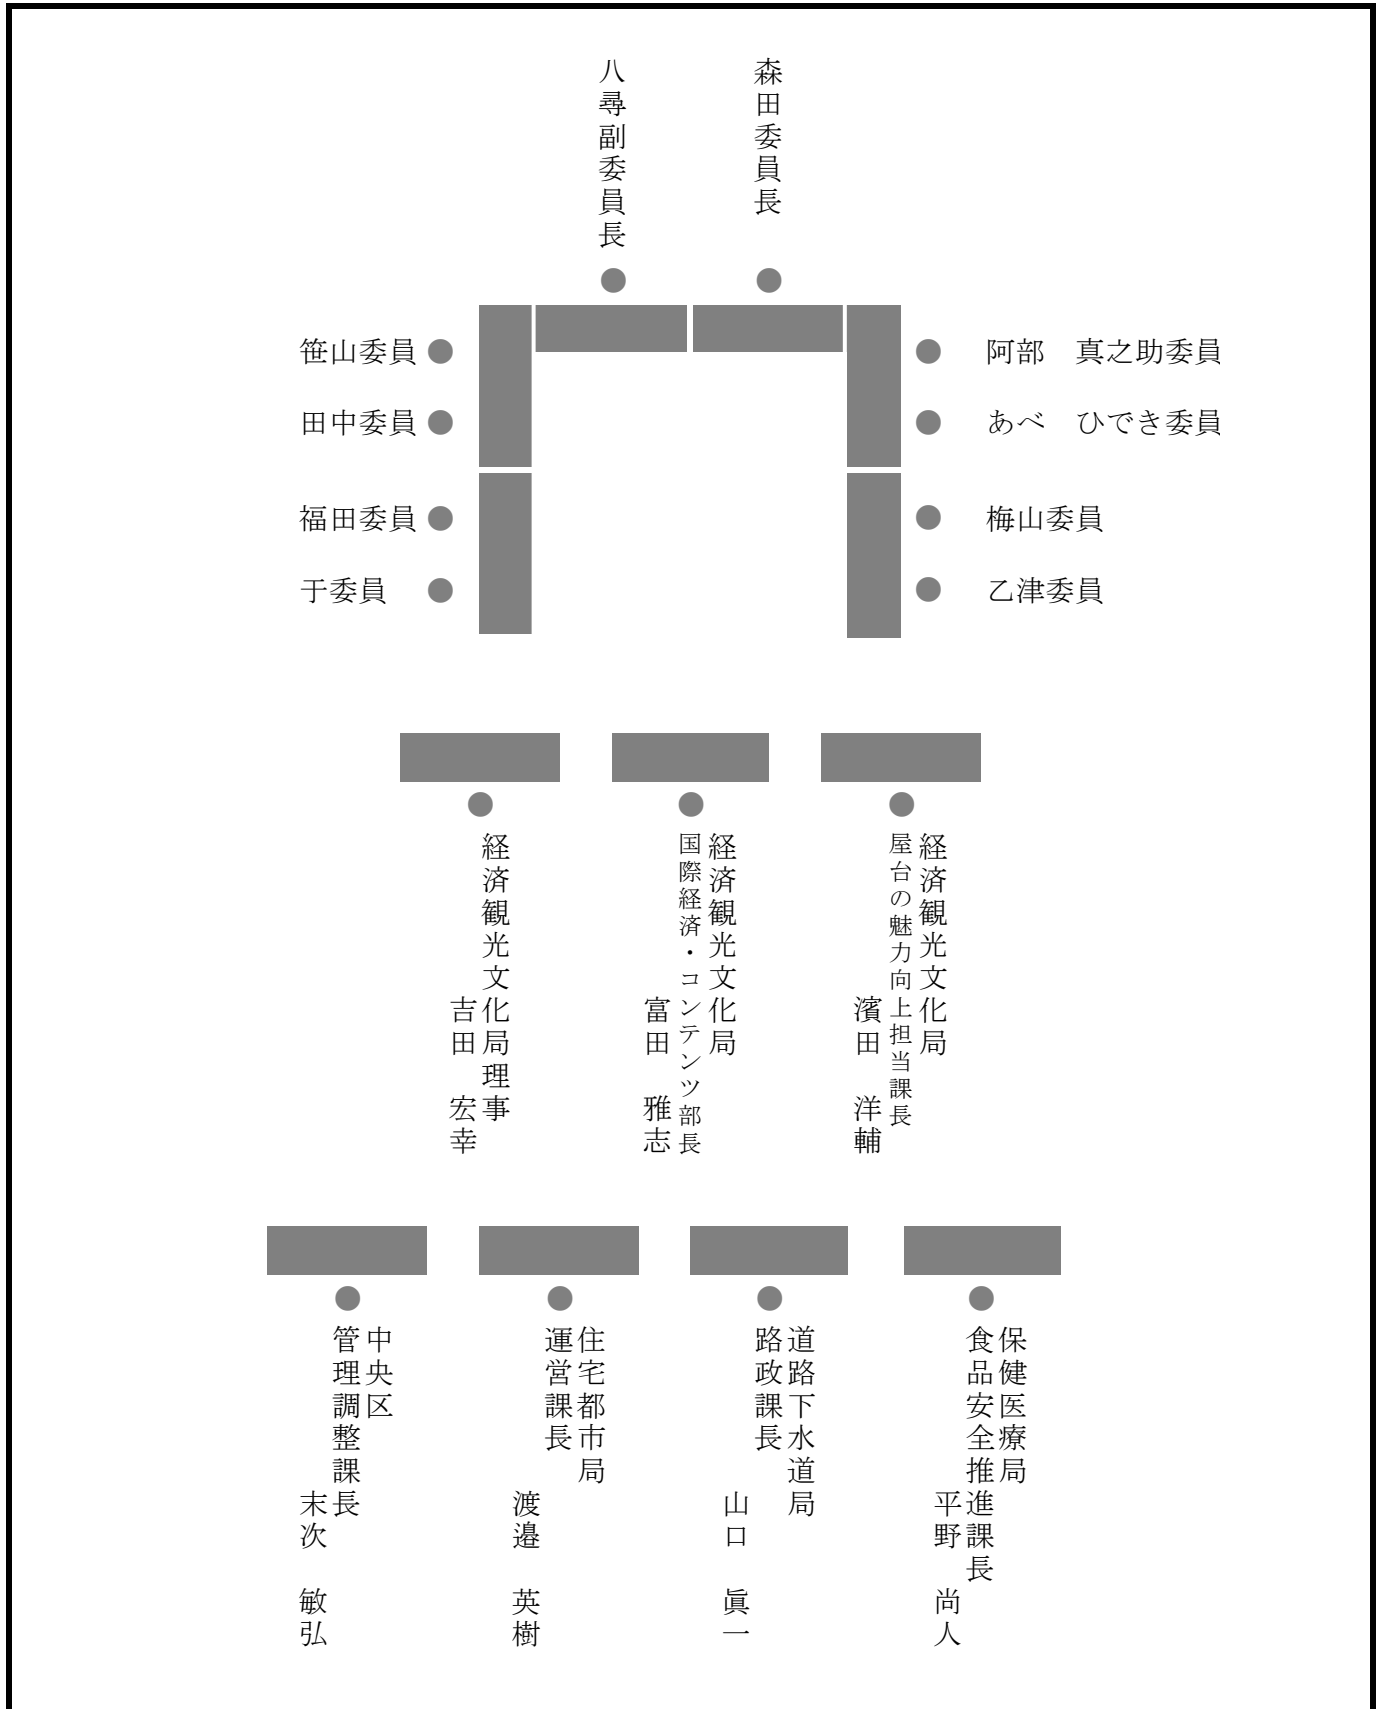 森田委員長
八尋副委員長
笹山委員
阿部　真之助委員
田中委員
あべ　ひでき委員
福田委員
梅山委員
于委員
乙津委員
経済観光文化局
屋台の魅力向上担当課長
濱田　洋輔
経済観光文化局
国際経済・コンテンツ部長
富田　雅志
経済観光文化局理事
吉田　宏幸
保健医療局
食品安全推進課長
平野　尚人
道路下水道局
路政課長
山口　眞一
住宅都市局
運営課長
渡邉　英樹
中央区
管理調整課長
末次　敏弘